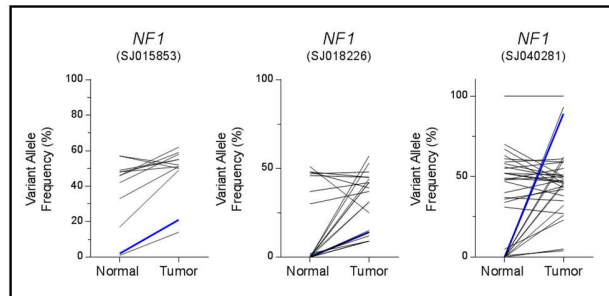 NF1
(SJ015853)
Variant Allele
Frequency (%)
100
80
60
40
20
0
Normal Tumor
NF1
(SJ018226)
Variant Allele
Frequency (%)
100
50
0
Normal Tumor
NF1
(SJ040281)
Variant Allele
Frequency (%)
100
50
0
Normal Tumor